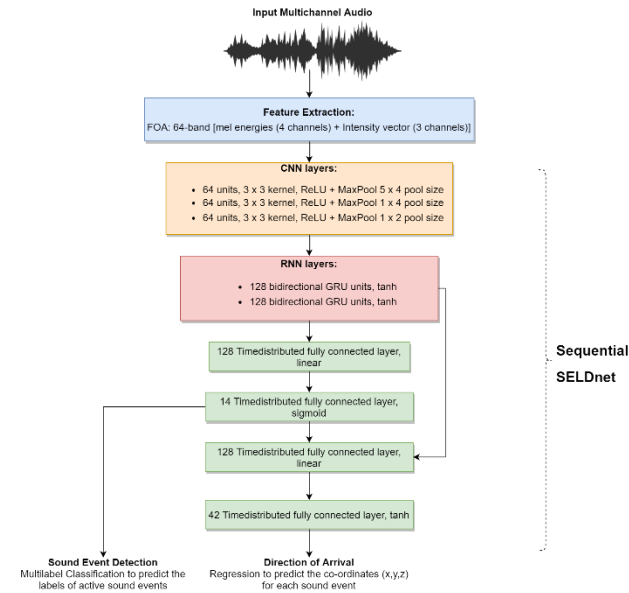 Input Multichannel Audio
Feature Extraction:
FOA: 64-band [mel energies (4 channels) + Intensity vector (3 channels)]
CNN layers:
• 64 units, 3 x 3 kernel, ReLU + MaxPool 5 x 4 pool size
• 64 units, 3 x 3 kernel, ReLU + MaxPool 1 x 4 pool size
• 64 units, 3 x 3 kernel, ReLU + MaxPool 1 x 2 pool size
RNN layers:
• 128 bidirectional GRU units, tanh
• 128 bidirectional GRU units, tanh
128 Timedistributed fully connected layer,
linear
14 Timedistributed fully connected layer,
sigmoid
128 Timedistributed fully connected layer,
linear
42 Timedistributed fully connected layer, tanh
Sequential
SELDnet
Sound Event Detection
Multilabel Classification to predict the
labels of active sound events
Direction of Arrival
Regression to predict the co-ordinates (x,y,z)
for each sound event